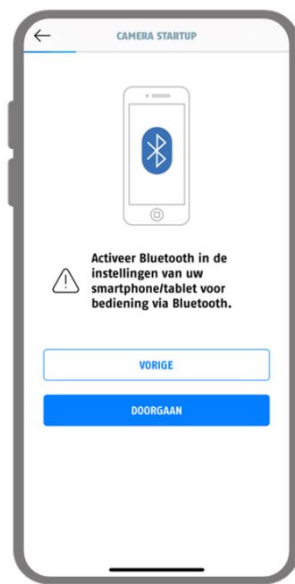 CAMERA STARTUP
Activeer Bluetooth in de
instellingen van uw
smartphone/tablet voor
bediening via Bluetooth.
VORIGE
DOORGAAN